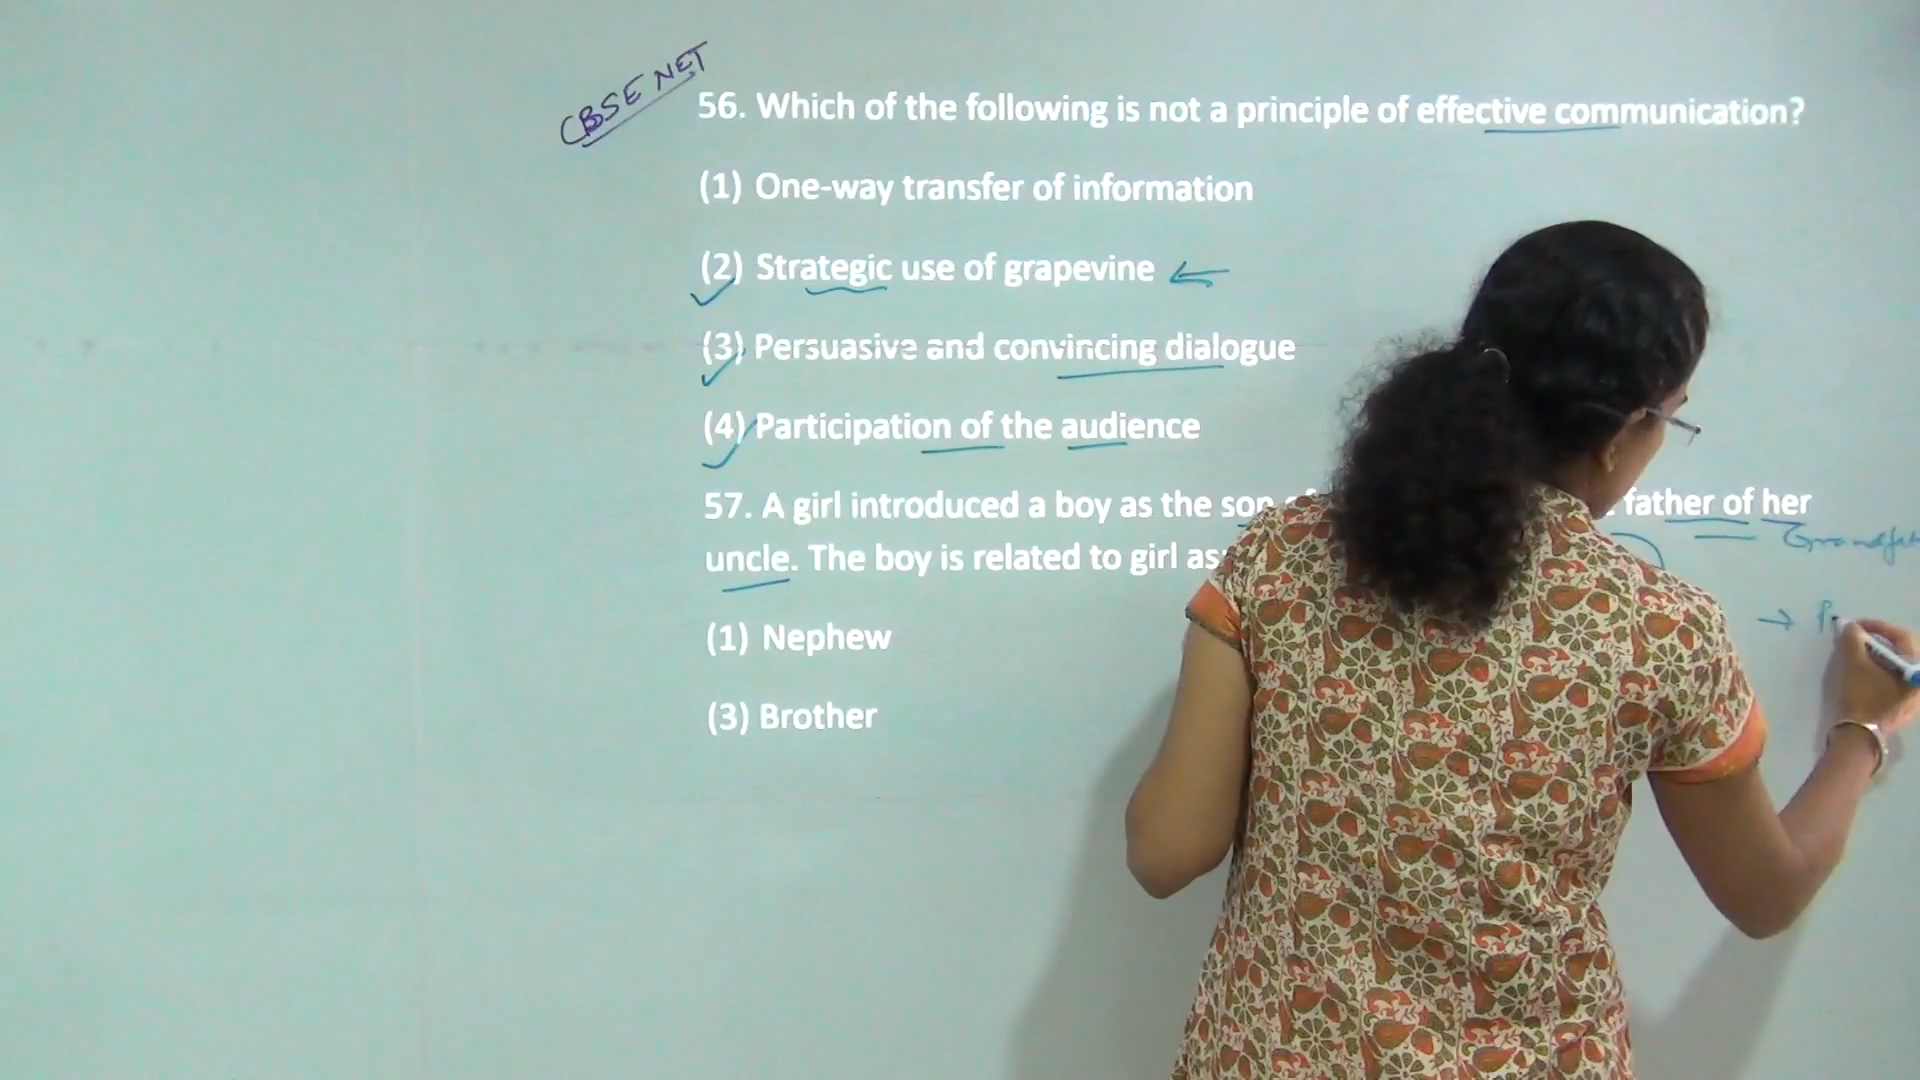 CBSE NET
56. Which of the following is not a principle of effective communication?
(1) One-way transfer of information
(2) Strategic use of grapevine
(3) Persuasive and convincing dialogue
(4) Participation of the audience
57. A girl introduced a boy as the son father of her
uncle. The boy is related to girl as
(1) Nephew
(3) Brother